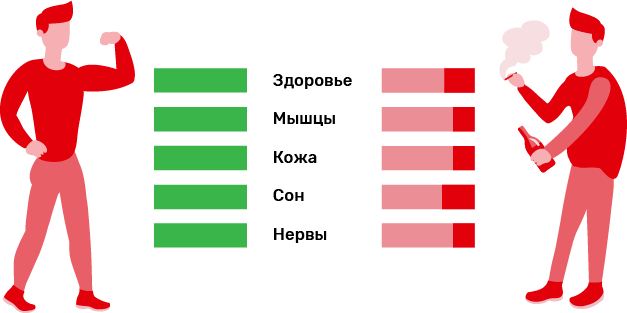 Здоровье
Мышцы
Кожа
Сон
Нервы